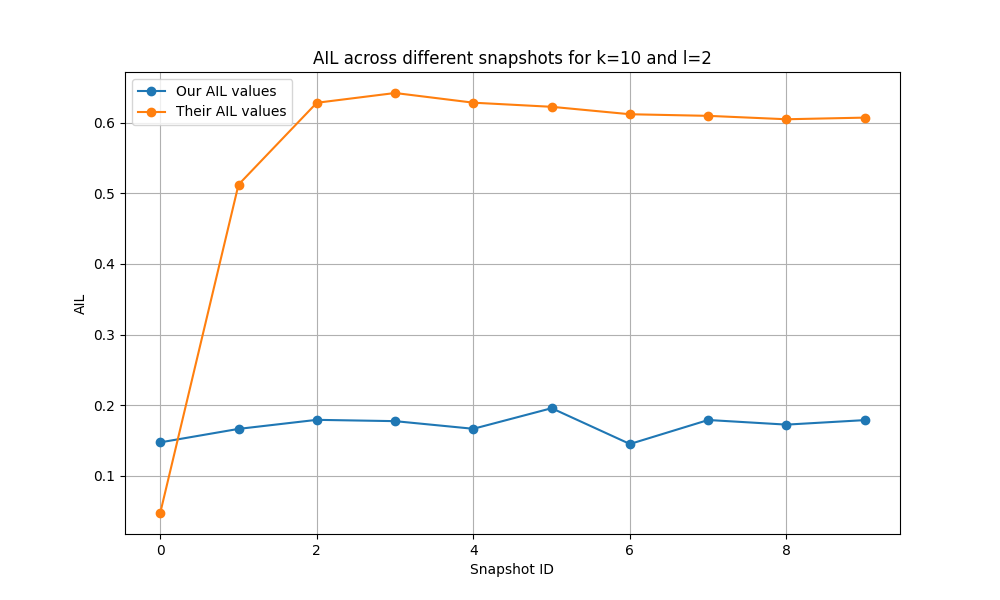 AIL across different snapshots for k=10 and l=2
Our AIL values
Their AIL values
0.6
0.5
0.4
0.3
0.2
0.1
AIL
0 2 4 6 8
Snapshot ID